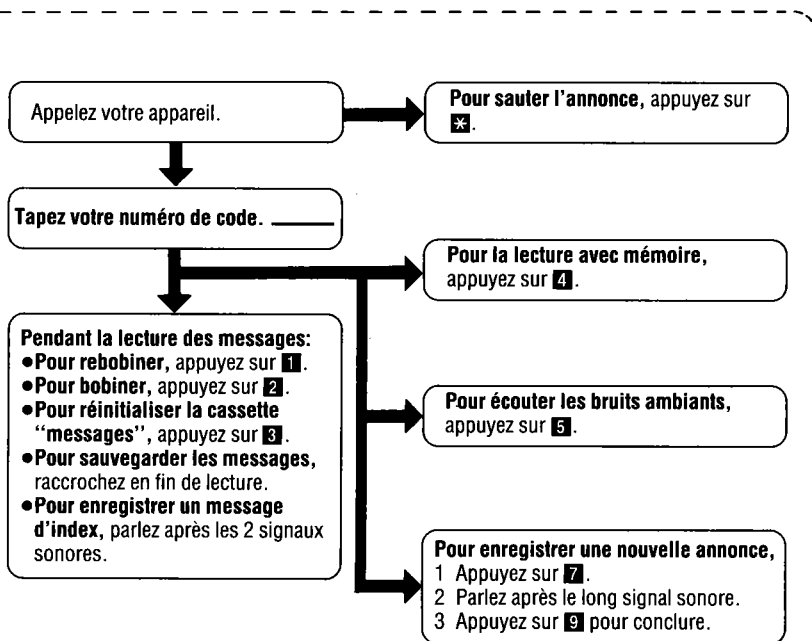 Appelez votre appareil.
Pour sauter l'annonce, appuyez sur
*.
Tapez votre numéro de code. ______
Pour la lecture avec mémoire,
appuyez sur 4.
Pendant la lecture des messages:
●Pour rebobiner, appuyez sur 1.
●Pour bobiner, appuyez sur 2.
●Pour réinitialiser la cassette
"messages", appuyez sur 3.
●Pour sauvegarder les messages,
raccrochez en fin de lecture.
●Pour enregistrer un message
d'index, parlez après les 2 signaux
sonores.
Pour écouter les bruits ambiants,
appuyez sur 5.
Pour enregistrer une nouvelle annonce,
1 Appuyez sur 7.
2 Parlez après le long signal sonore.
3 Appuyez sur 9 pour conclure.